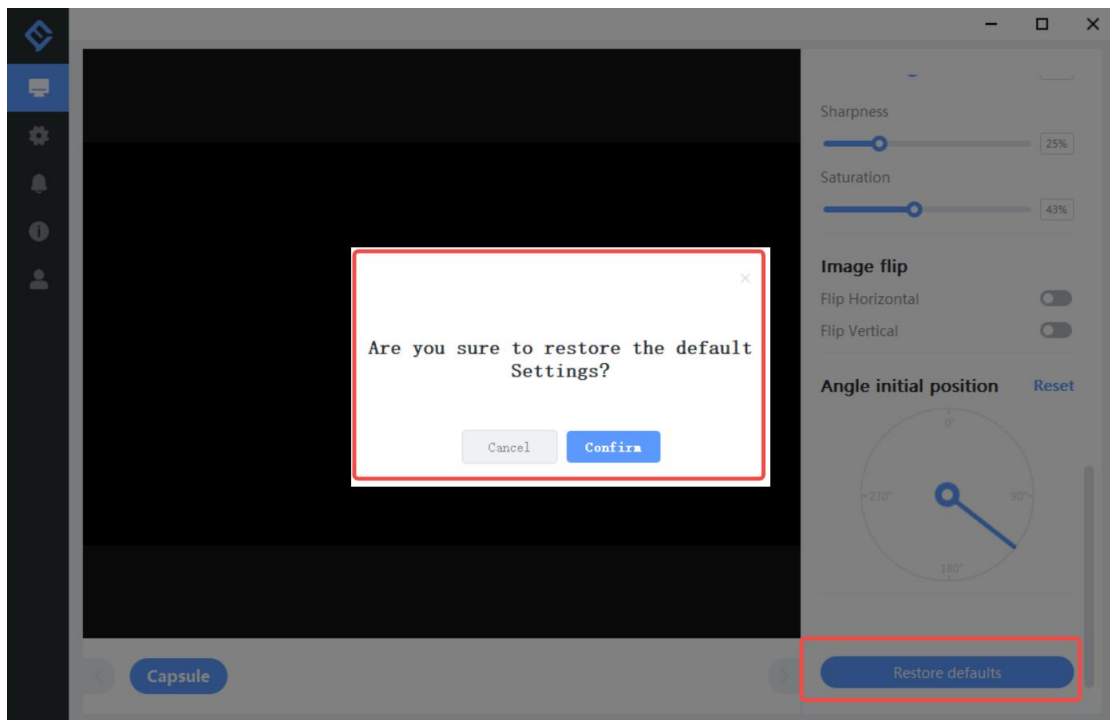 Sharpness
25%
Saturation
43%
Image flip
Flip Horizontal
Flip Vertical
Angle initial position Reset
0°
270° 90°
180°
Are you sure to restore the default
Settings?
Cancel Confirm
Capsule
Restore defaults